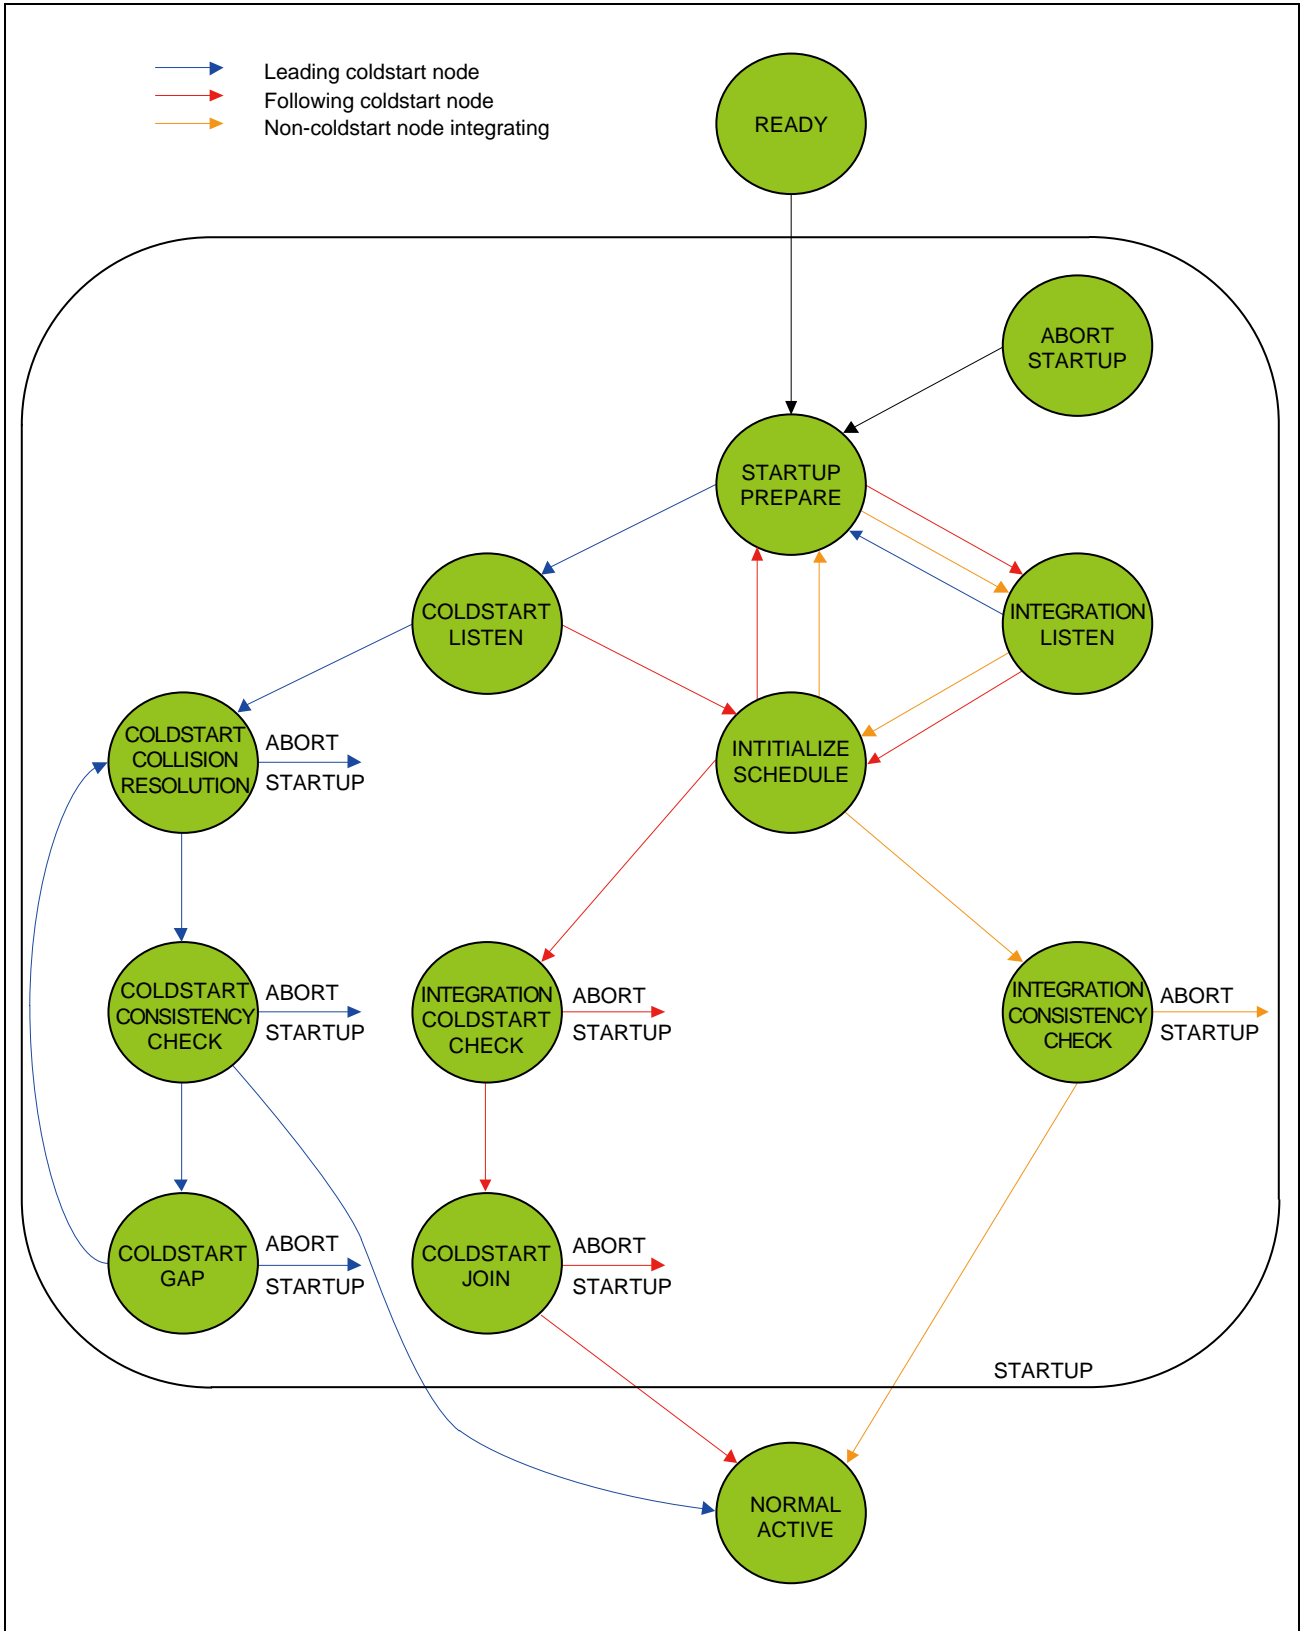 Leading coldstart node
Following coldstart node
Non-coldstart node integrating
READY
ABORT
STARTUP
STARTUP
PREPARE
COLDSTART
LISTEN
INTEGRATION
LISTEN
COLDSTART
COLLISION
RESOLUTION
ABORT
STARTUP
INTITIALIZE
SCHEDULE
COLDSTART
CONSISTENCY
CHECK
ABORT
STARTUP
INTEGRATION
COLDSTART
CHECK
ABORT
STARTUP
INTEGRATION
CONSISTENCY
CHECK
ABORT
STARTUP
COLDSTART
GAP
ABORT
STARTUP
COLDSTART
JOIN
ABORT
STARTUP
STARTUP
NORMAL
ACTIVE